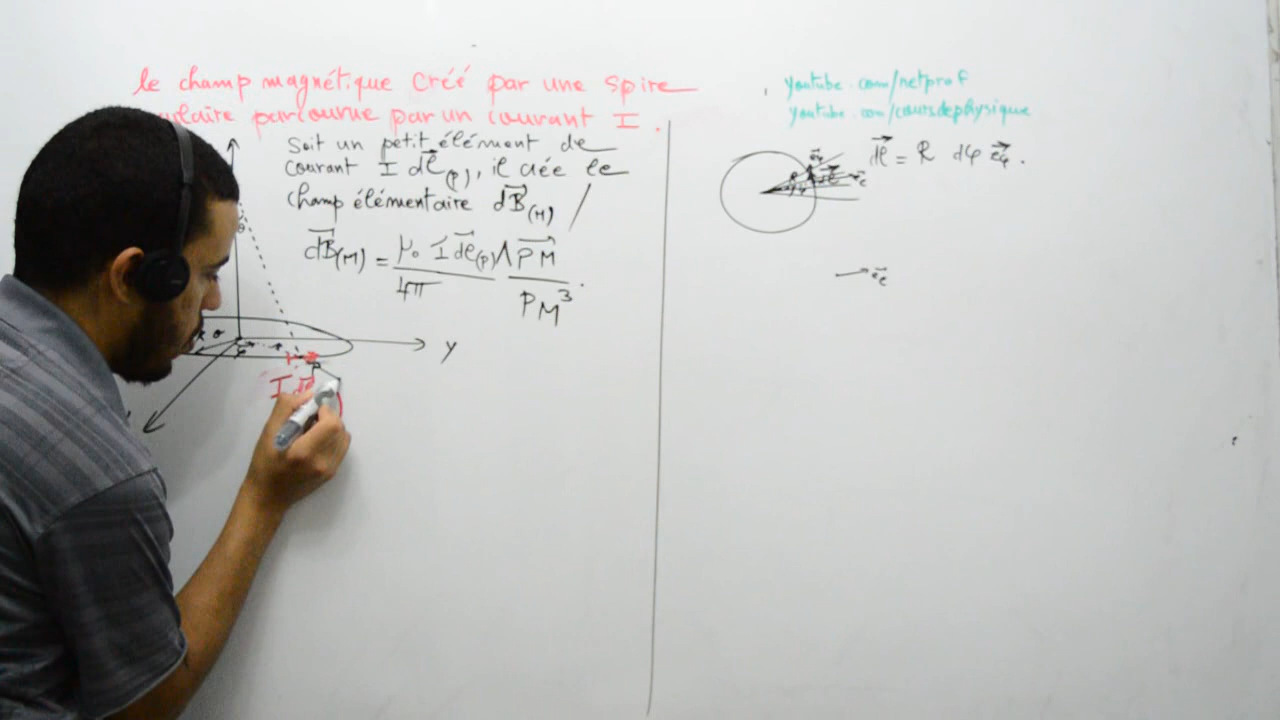 le champ magnétique créé par une spire
parcourue par un courant I.
Soit un petit élément de
courant I dl⃗(P), il crée le
champ élémentaire dB⃗(M) /
dB⃗(M) = μ₀/4π I dl⃗(P) ∧ PM⃗ / PM³.
θ
R
φ
y
P
I dl⃗
youtube.com/netprof
youtube.com/coursdephysique
dl⃗ = R dφ e⃗φ.